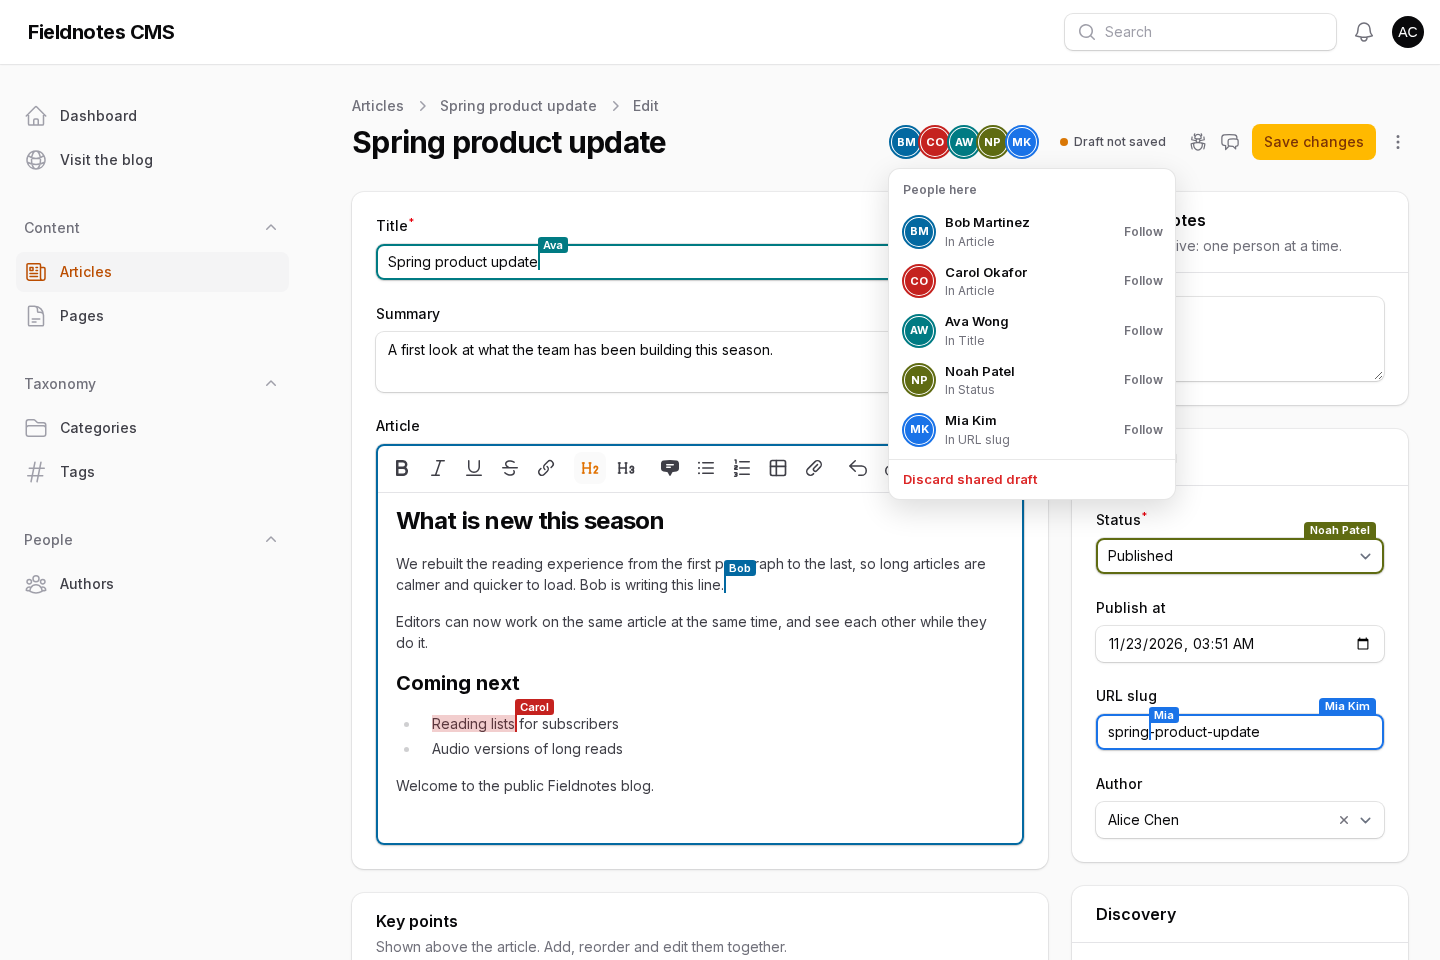 Fieldnotes CMS
Search
AC
Dashboard
Visit the blog
Content
Articles
Pages
Taxonomy
Categories
Tags
People
Authors
Articles
Spring product update
Edit
Spring product update
BM
CO
AW
NP
MK
Draft not saved
Save changes
People here
BM
Bob Martinez
In Article
Follow
CO
Carol Okafor
In Article
Follow
AW
Ava Wong
In Title
Follow
NP
Noah Patel
In Status
Follow
MK
Mia Kim
In URL slug
Follow
Discard shared draft
Title*
Ava
Spring product update
Summary
A first look at what the team has been building this season.
Article
H2
H3
What is new this season
We rebuilt the reading experience from the first p raph to the last, so long articles are
Bob
calmer and quicker to load. Bob is writing this line.
Editors can now work on the same article at the same time, and see each other while they
do it.
Coming next
Carol
Reading lists for subscribers
Audio versions of long reads
Welcome to the public Fieldnotes blog.
Key points
Shown above the article. Add, reorder and edit them together.
: one person at a time.
Status*
Noah Patel
Published
Publish at
11/23/2026, 03:51 AM
URL slug
Mia Kim
Mia
spring-product-update
Author
Alice Chen
Discovery